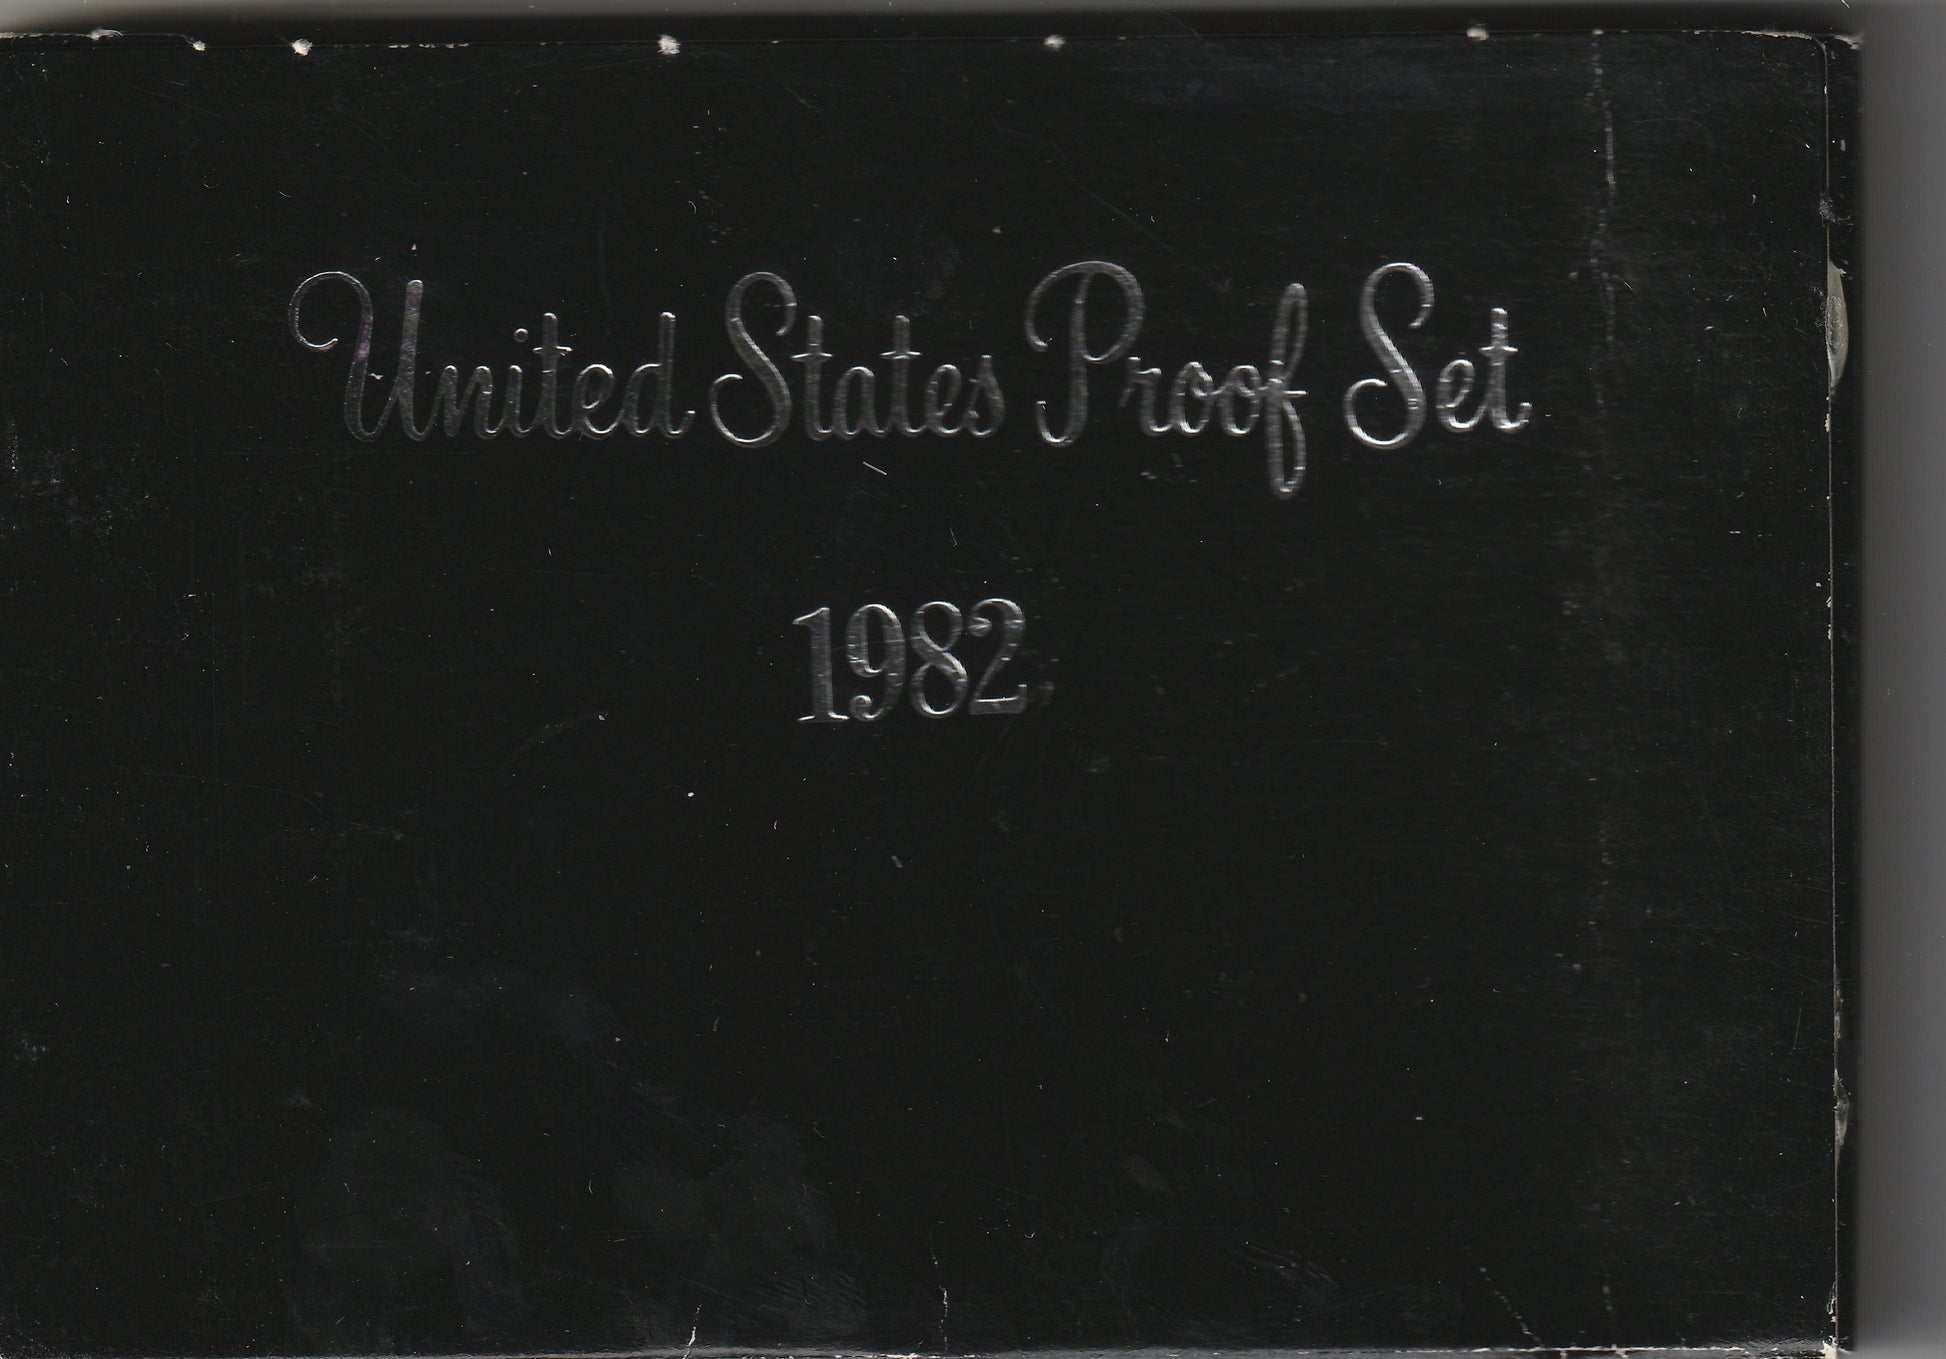 United States Proof Set
1982